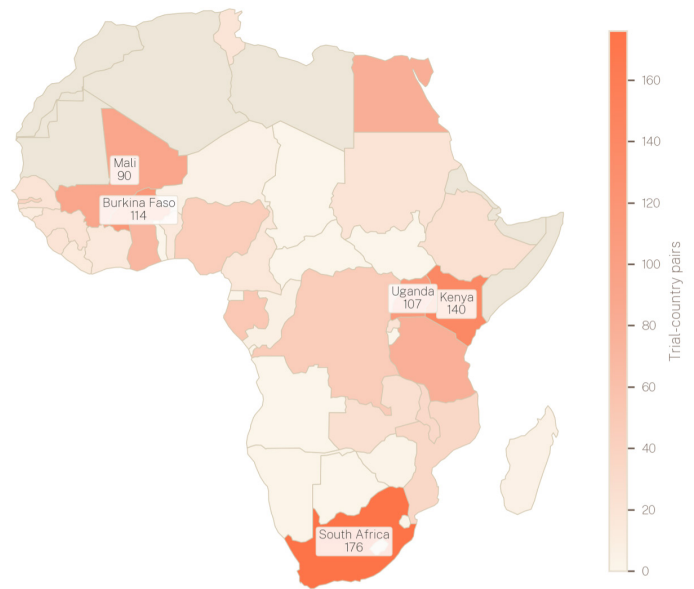 Mali
90
Burkina Faso
114
Uganda
107
Kenya
140
South Africa
176
160
140
120
100
80
60
40
20
0
Trial-country pairs